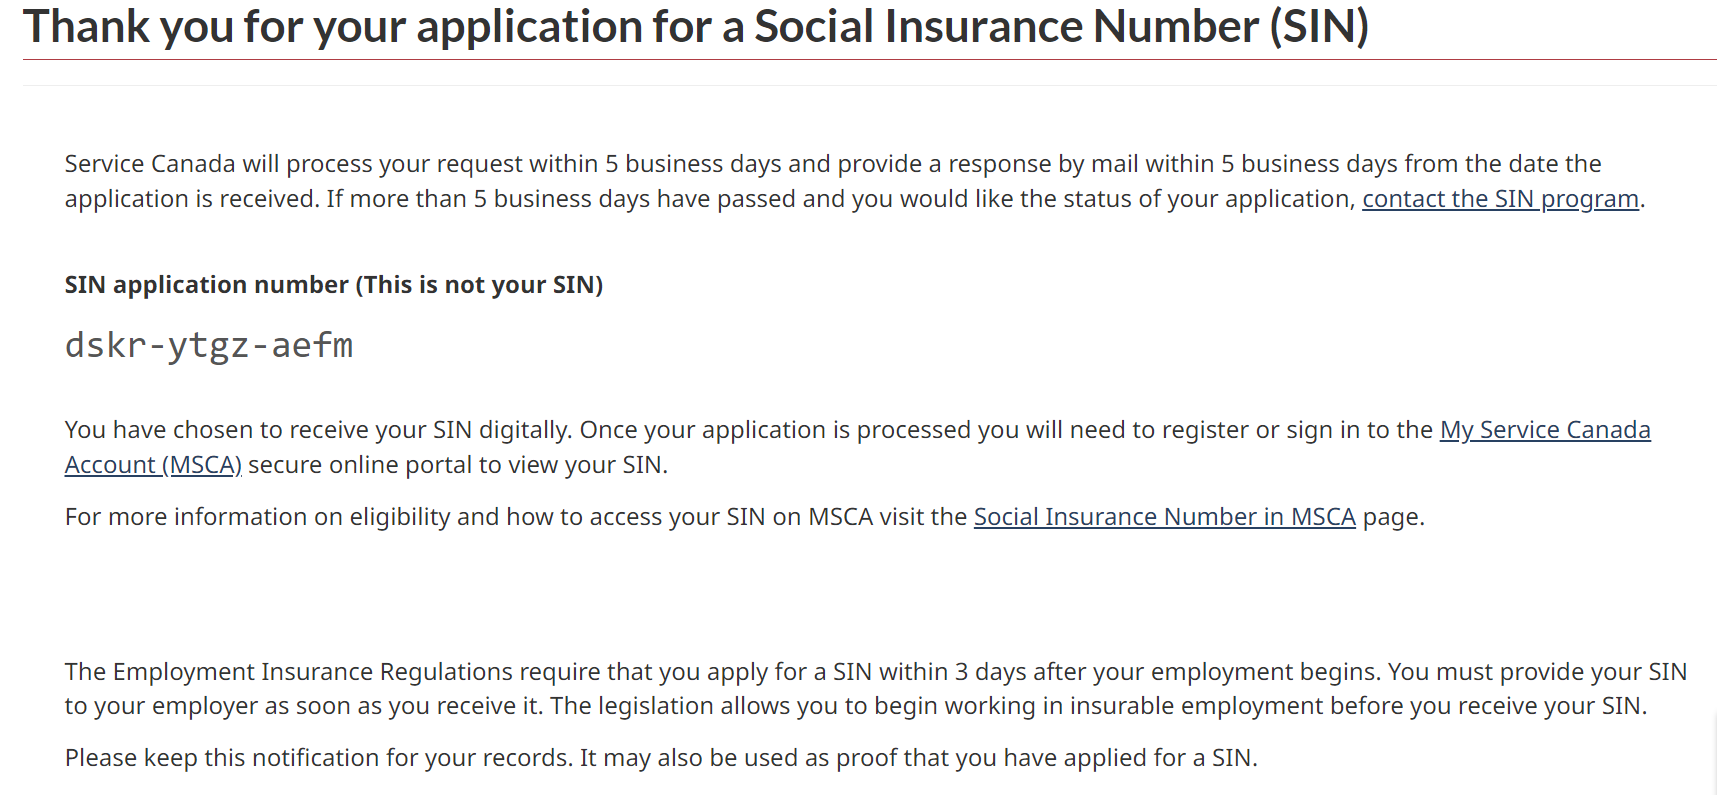 Thank you for your application for a Social Insurance Number (SIN)
Service Canada will process your request within 5 business days and provide a response by mail within 5 business days from the date the
application is received. If more than 5 business days have passed and you would like the status of your application, contact the SIN program.
SIN application number (This is not your SIN)
dskr-ytgz-aefm
You have chosen to receive your SIN digitally. Once your application is processed you will need to register or sign in to the My Service Canada
Account (MSCA) secure online portal to view your SIN.
For more information on eligibility and how to access your SIN on MSCA visit the Social Insurance Number in MSCA page.
The Employment Insurance Regulations require that you apply for a SIN within 3 days after your employment begins. You must provide your SIN
to your employer as soon as you receive it. The legislation allows you to begin working in insurable employment before you receive your SIN.
Please keep this notification for your records. It may also be used as proof that you have applied for a SIN.